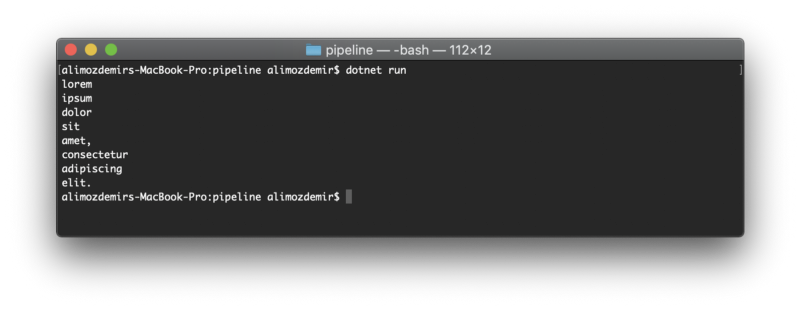 pipeline — -bash — 112×12
[alimozdemirs-MacBook-Pro:pipeline alimozdemir$ dotnet run ]
lorem
ipsum
dolor
sit
amet,
consectetur
adipiscing
elit.
alimozdemirs-MacBook-Pro:pipeline alimozdemir$